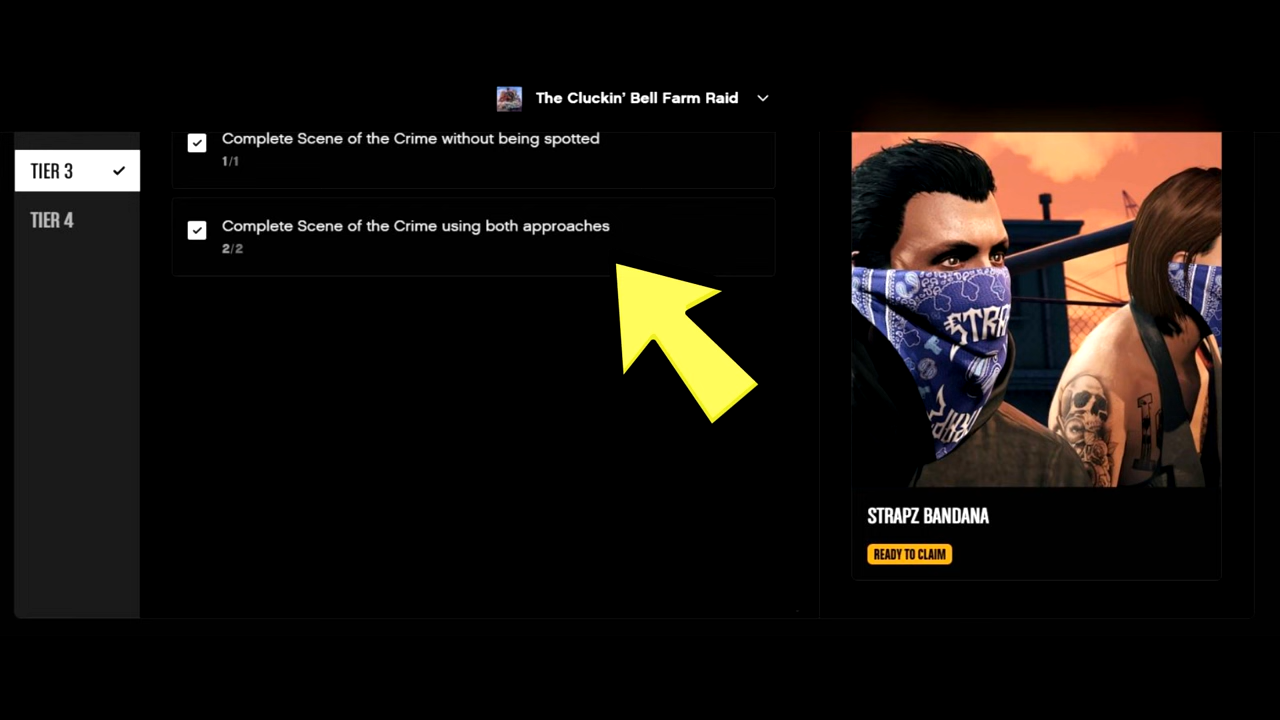 The Cluckin' Bell Farm Raid
TIER 3
TIER 4
Complete Scene of the Crime without being spotted
1/1
Complete Scene of the Crime using both approaches
2/2
STRA
STRAPZ BANDANA
READY TO CLAIM